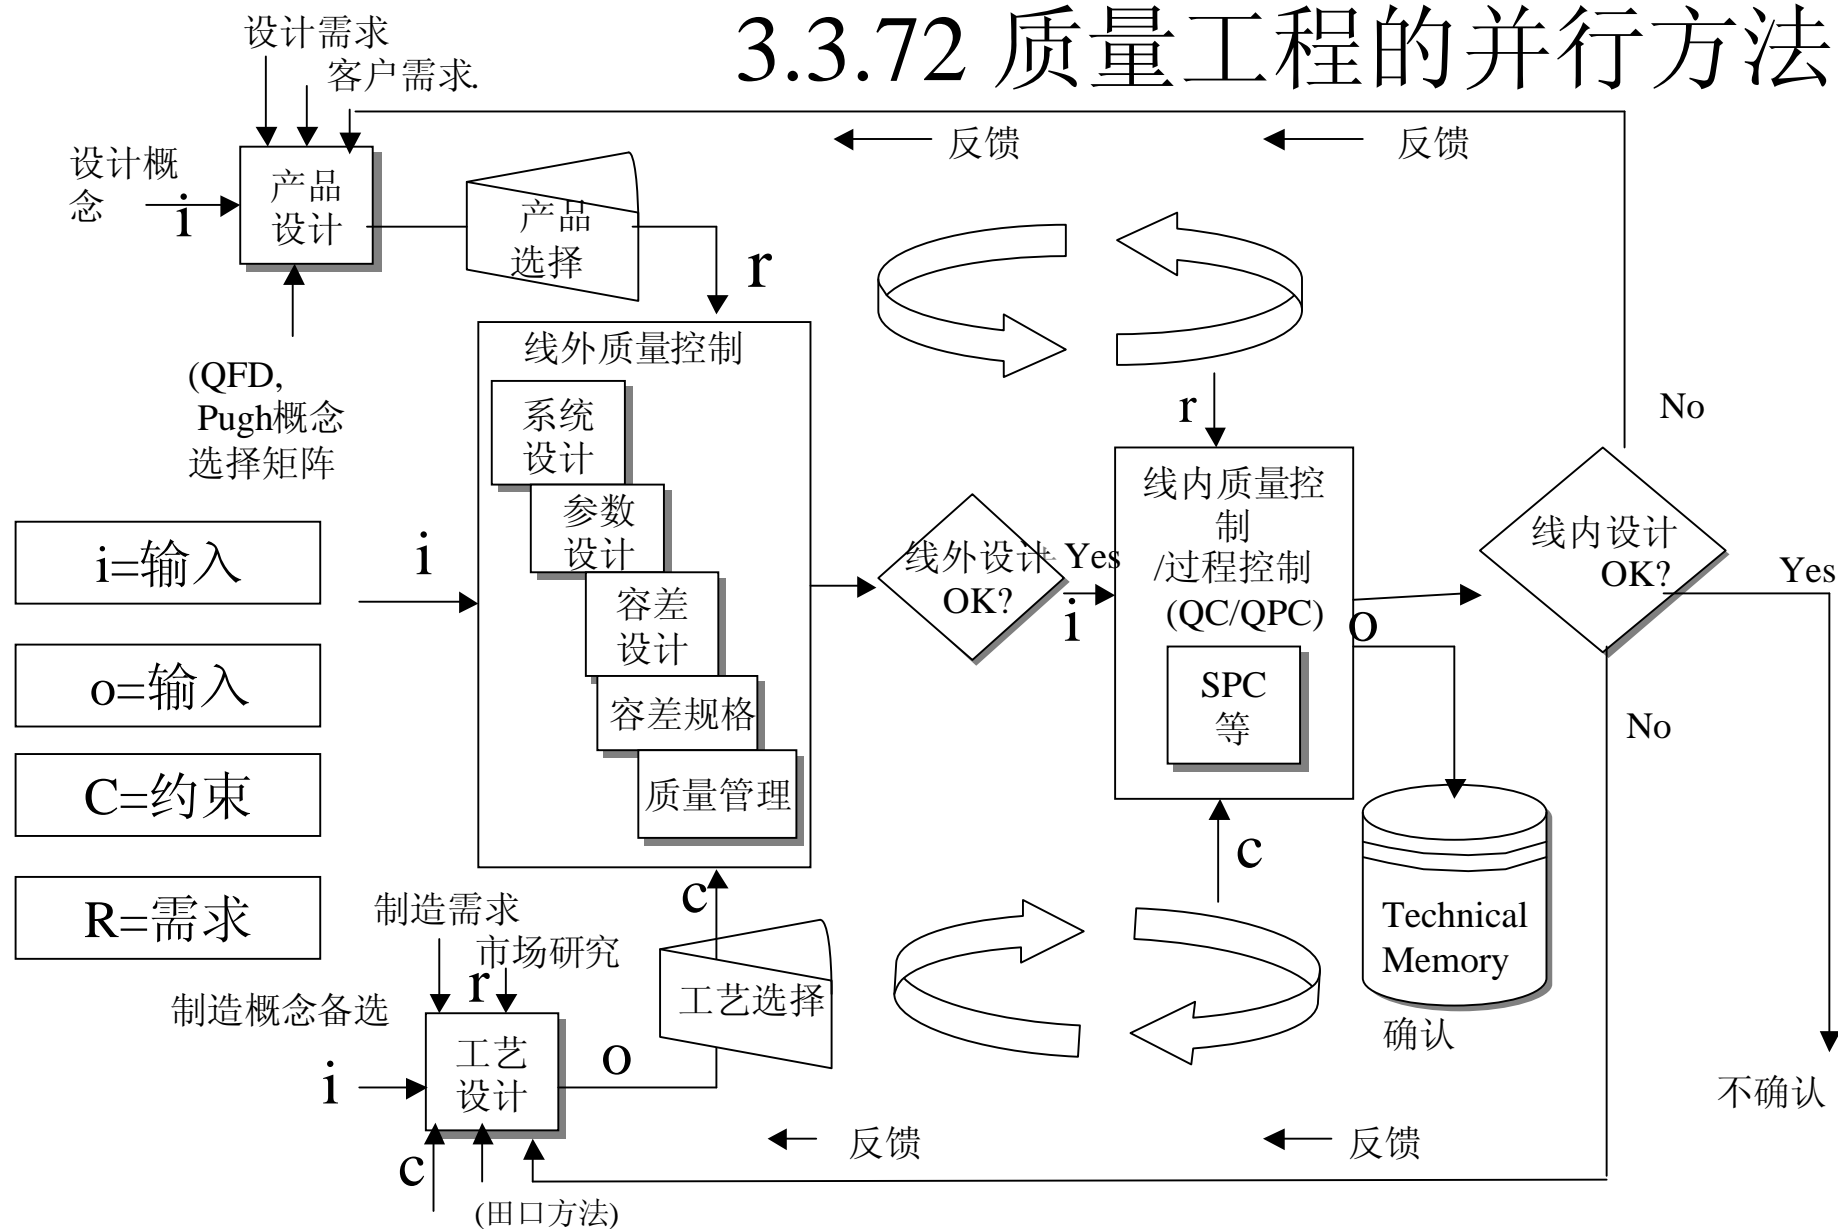 3.3.72 质量工程的并行方法
设计需求
客户需求.
反馈
反馈
设计概
念
i
产品
设计
产品
选择
r
(QFD,
Pugh概念
选择矩阵
线外质量控制
系统
设计
参数
设计
容差
设计
容差规格
质量管理
i=输入
o=输入
C=约束
R=需求
i
线外设计
OK?
Yes
i
r
线内质量控
制
/过程控制
(QC/QPC)
SPC
等
o
c
线内设计
OK?
No
Yes
No
Technical
Memory
确认
不确认
c
制造需求
市场研究
r
制造概念备选
i
工艺
设计
o
工艺选择
c
(田口方法)
反馈
反馈